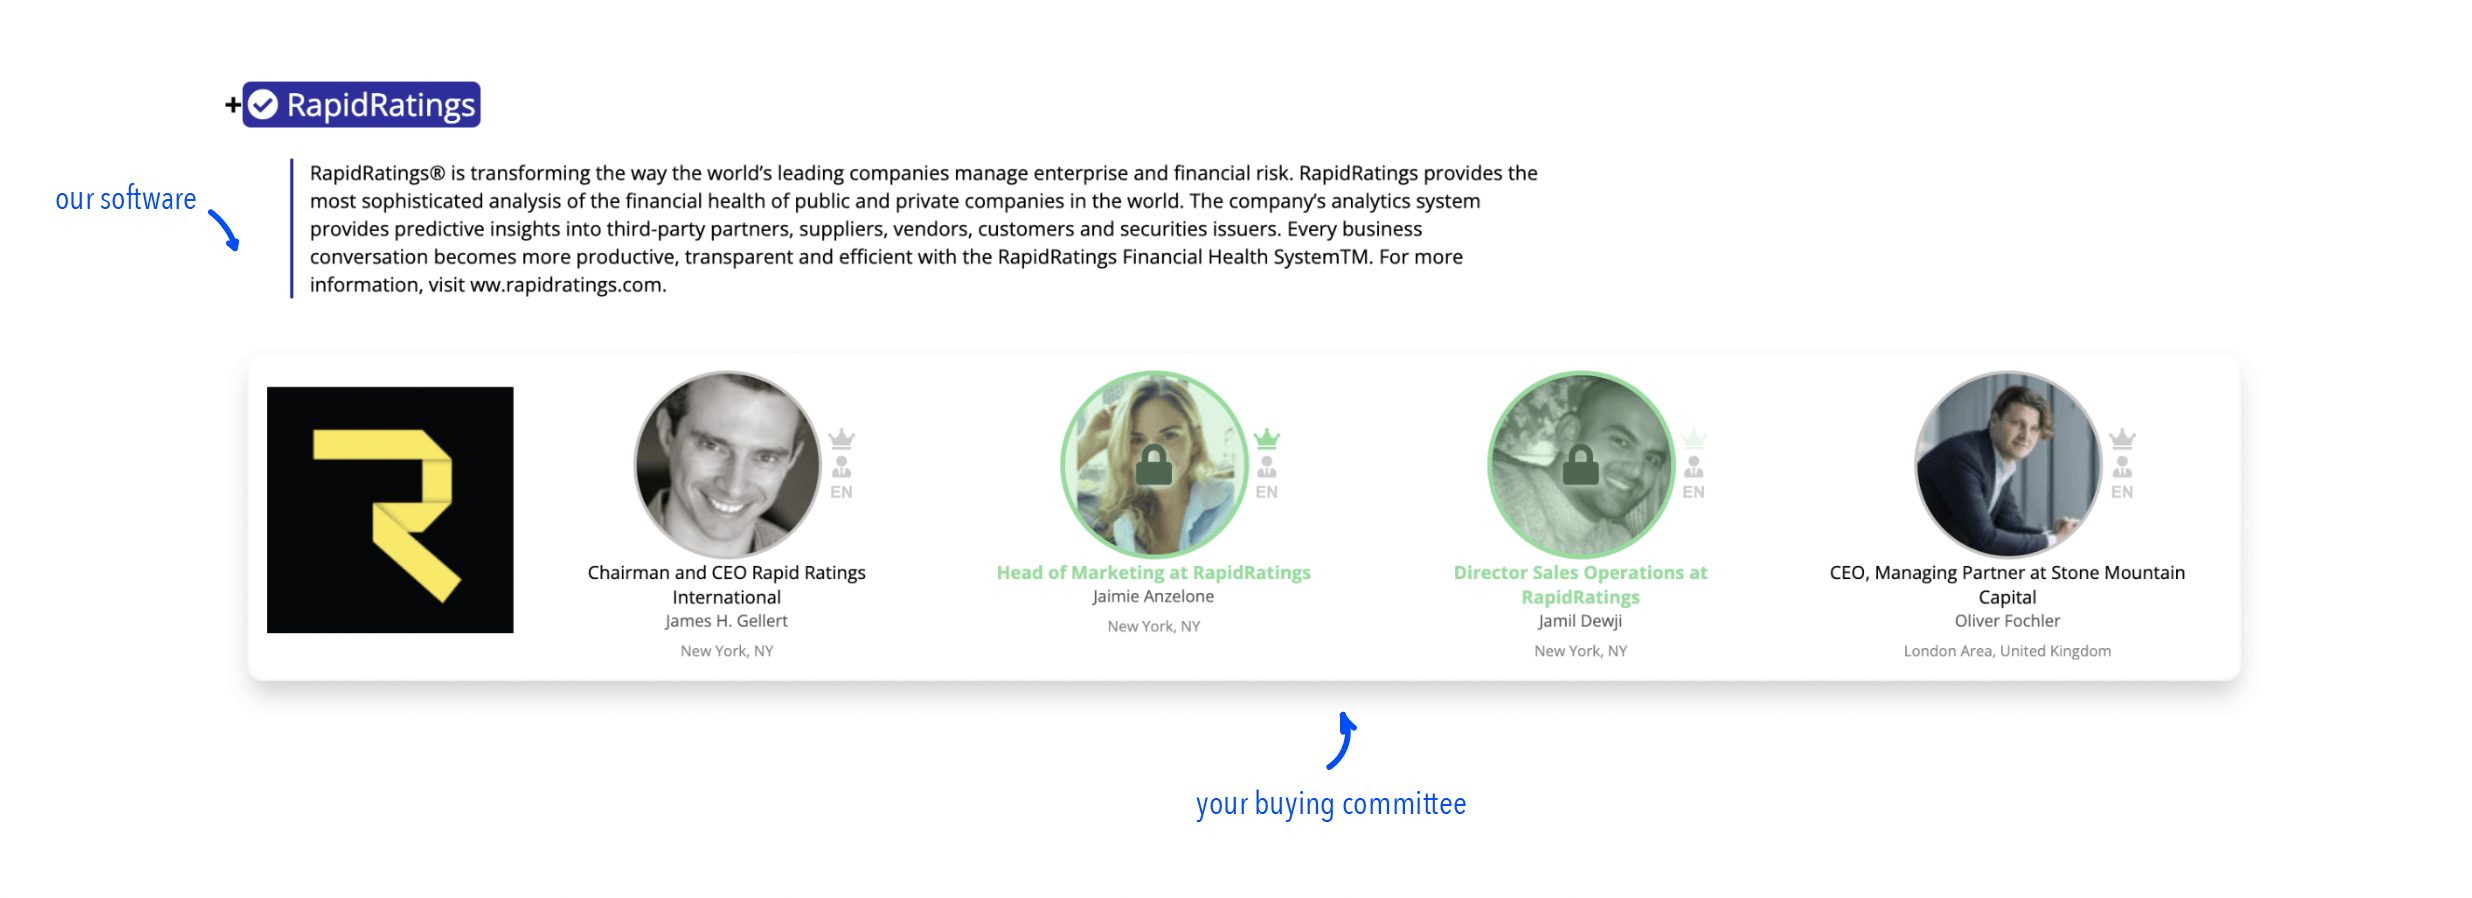 + RapidRatings
our software
RapidRatings® is transforming the way the world’s leading companies manage enterprise and financial risk. RapidRatings provides the
most sophisticated analysis of the financial health of public and private companies in the world. The company’s analytics system
provides predictive insights into third-party partners, suppliers, vendors, customers and securities issuers. Every business
conversation becomes more productive, transparent and efficient with the RapidRatings Financial Health SystemTM. For more
information, visit ww.rapidratings.com.
EN
Chairman and CEO Rapid Ratings
International
James H. Gellert
New York, NY
EN
Head of Marketing at RapidRatings
Jaimie Anzelone
New York, NY
EN
Director Sales Operations at
RapidRatings
Jamil Dewji
New York, NY
EN
CEO, Managing Partner at Stone Mountain
Capital
Oliver Fochler
London Area, United Kingdom
your buying committee